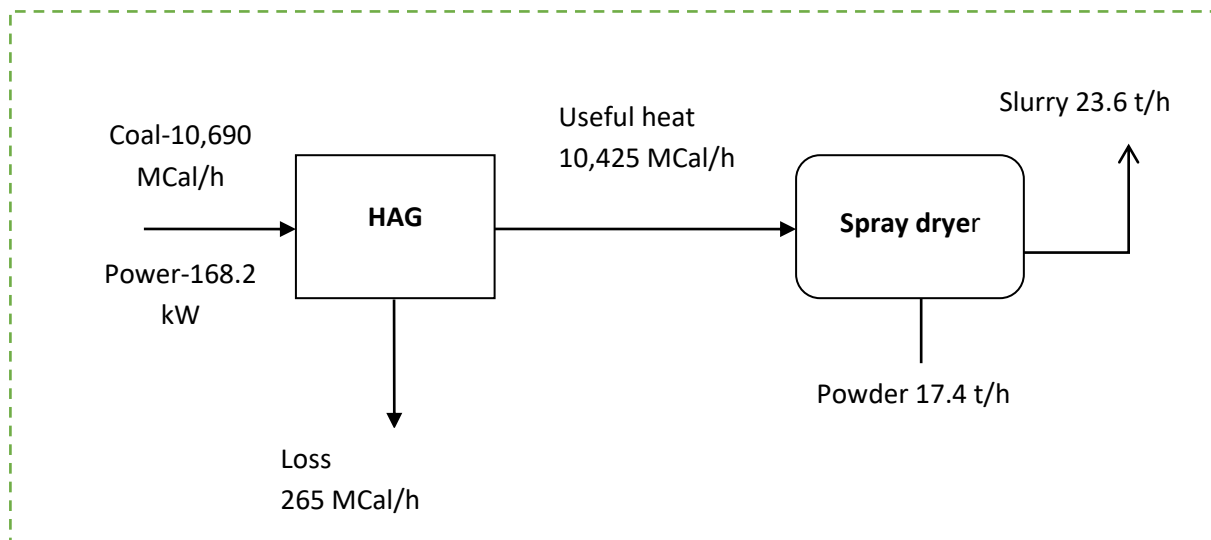 Slurry 23.6 t/h
Coal-10,690
MCal/h
Useful heat
10,425 MCal/h
HAG
Spray dryer
Power-168.2
kW
Powder 17.4 t/h
Loss
265 MCal/h